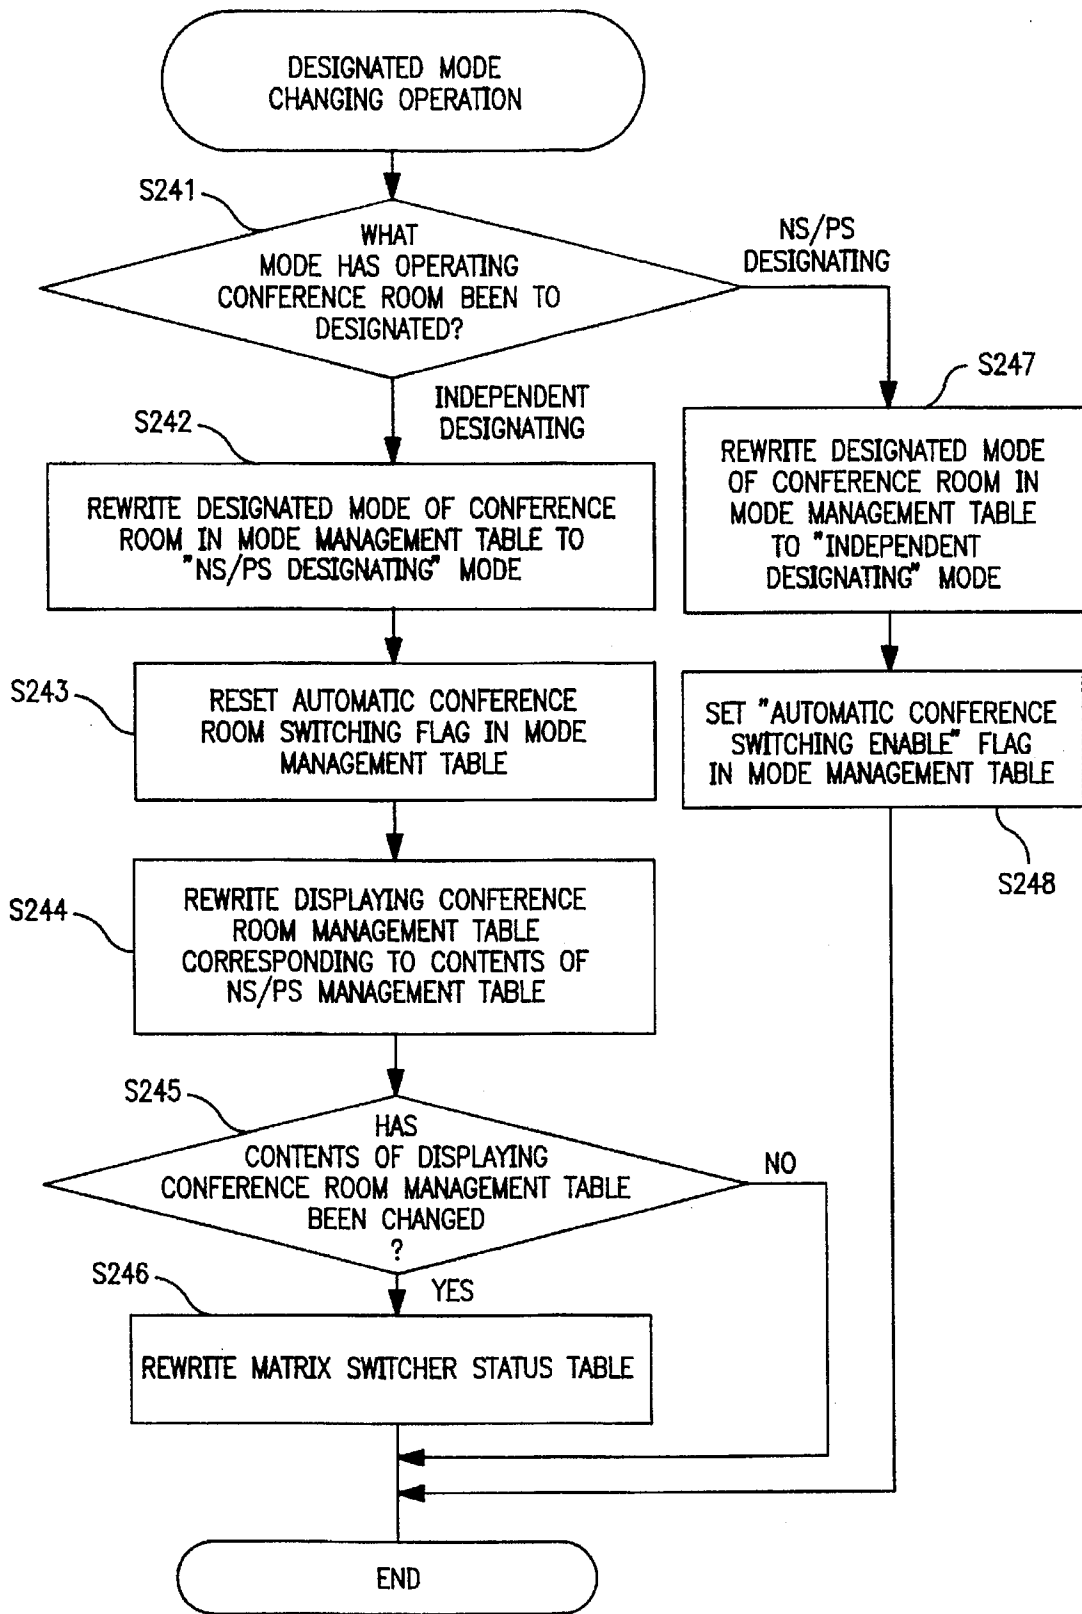 DESIGNATED MODE
CHANGING OPERATION
S241
WHAT
MODE HAS OPERATING
CONFERENCE ROOM BEEN TO
DESIGNATED?
NS/PS
DESIGNATING
INDEPENDENT
DESIGNATING
S242
REWRITE DESIGNATED MODE OF CONFERENCE
ROOM IN MODE MANAGEMENT TABLE TO
"NS/PS DESIGNATING" MODE
S247
REWRITE DESIGNATED MODE
OF CONFERENCE ROOM IN
MODE MANAGEMENT TABLE
TO "INDEPENDENT
DESIGNATING" MODE
S243
RESET AUTOMATIC CONFERENCE
ROOM SWITCHING FLAG IN MODE
MANAGEMENT TABLE
SET "AUTOMATIC CONFERENCE
SWITCHING ENABLE" FLAG
IN MODE MANAGEMENT TABLE
S248
S244
REWRITE DISPLAYING CONFERENCE
ROOM MANAGEMENT TABLE
CORRESPONDING TO CONTENTS OF
NS/PS MANAGEMENT TABLE
S245
HAS
CONTENTS OF DISPLAYING
CONFERENCE ROOM MANAGEMENT TABLE
BEEN CHANGED
?
NO
YES
S246
REWRITE MATRIX SWITCHER STATUS TABLE
END